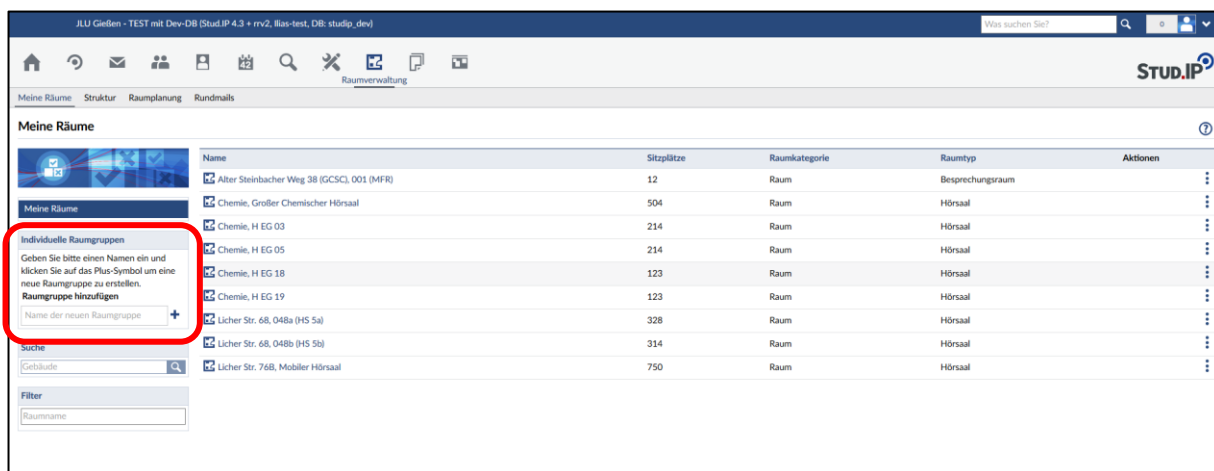 JLU Gießen - TEST mit Dev-DB (Stud.IP 4.3 + rrv2, Ilias-test, DB: studip_dev)
Was suchen Sie?
0
42
Raumverwaltung
STUD.IP
Meine Räume Struktur Raumplanung Rundmails
Meine Räume
Name Sitzplätze Raumkategorie Raumtyp Aktionen
Alter Steinbacher Weg 38 (GCSC), 001 (MFR) 12 Raum Besprechungsraum
Chemie, Großer Chemischer Hörsaal 504 Raum Hörsaal
Chemie, H EG 03 214 Raum Hörsaal
Chemie, H EG 05 214 Raum Hörsaal
Chemie, H EG 18 123 Raum Hörsaal
Chemie, H EG 19 123 Raum Hörsaal
Licher Str. 68, 048a (HS 5a) 328 Raum Hörsaal
Licher Str. 68, 048b (HS 5b) 314 Raum Hörsaal
Licher Str. 76B, Mobiler Hörsaal 750 Raum Hörsaal
Meine Räume
Individuelle Raumgruppen
Geben Sie bitte einen Namen ein und
klicken Sie auf das Plus-Symbol um eine
neue Raumgruppe zu erstellen.
Raumgruppe hinzufügen
Name der neuen Raumgruppe
Suche
Gebäude
Filter
Raumname